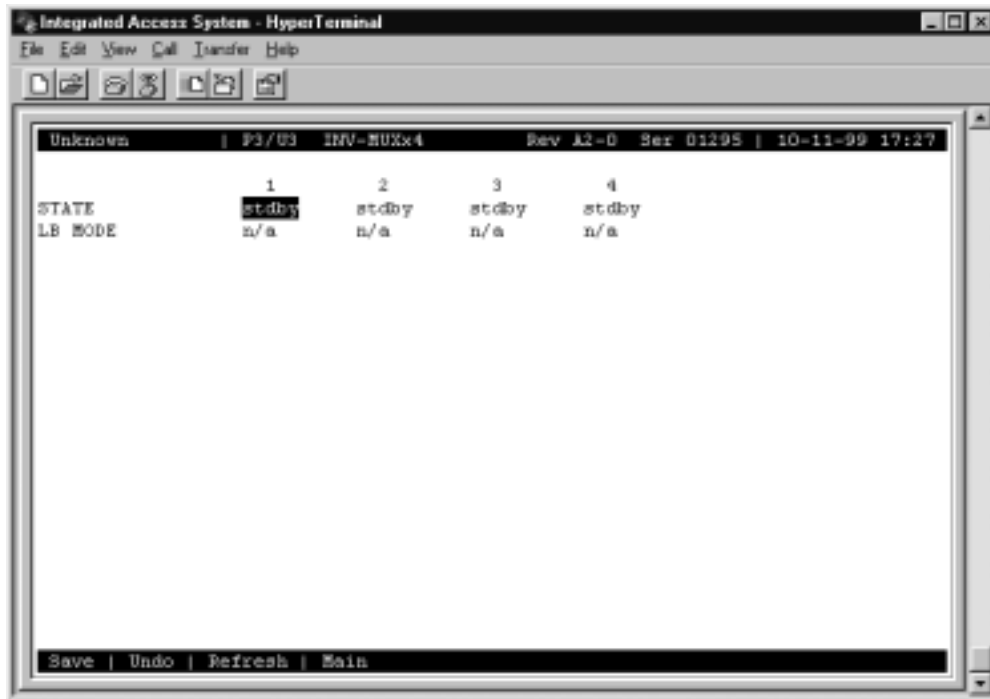 Integrated Access System - HyperTerminal
File Edit View Call Transfer Help
Unknown | P3/U3 INV-MUXx4 Rev A2-0 Ser 01295 | 10-11-99 17:27
1 2 3 4
STATE stdby stdby stdby stdby
LB MODE n/a n/a n/a n/a
Save | Undo | Refresh | Main